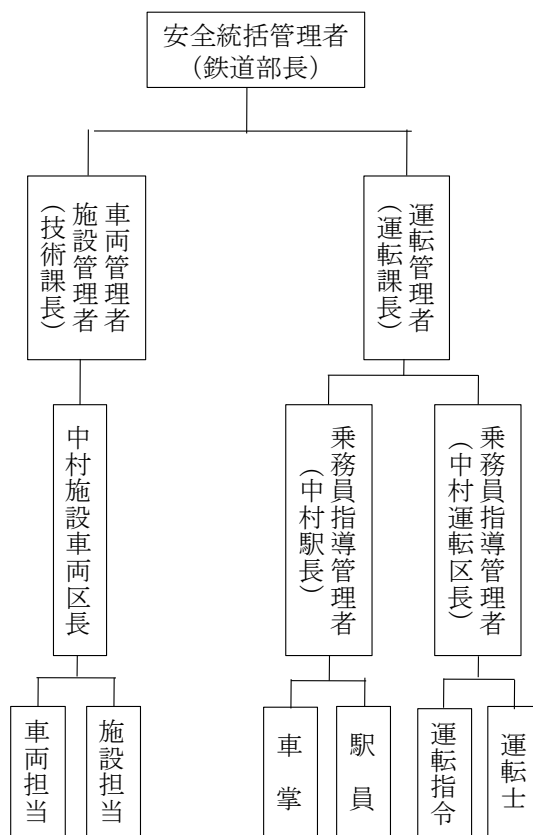 安全統括管理者
（鉄道部長）
車両管理者
施設管理者
（技術課長）
運転管理者
（運転課長）
中村施設車両区長
乗務員指導管理者
（中村駅長）
乗務員指導管理者
（中村運転区長）
車両担当
施設担当
車掌
駅員
運転指令
運転士